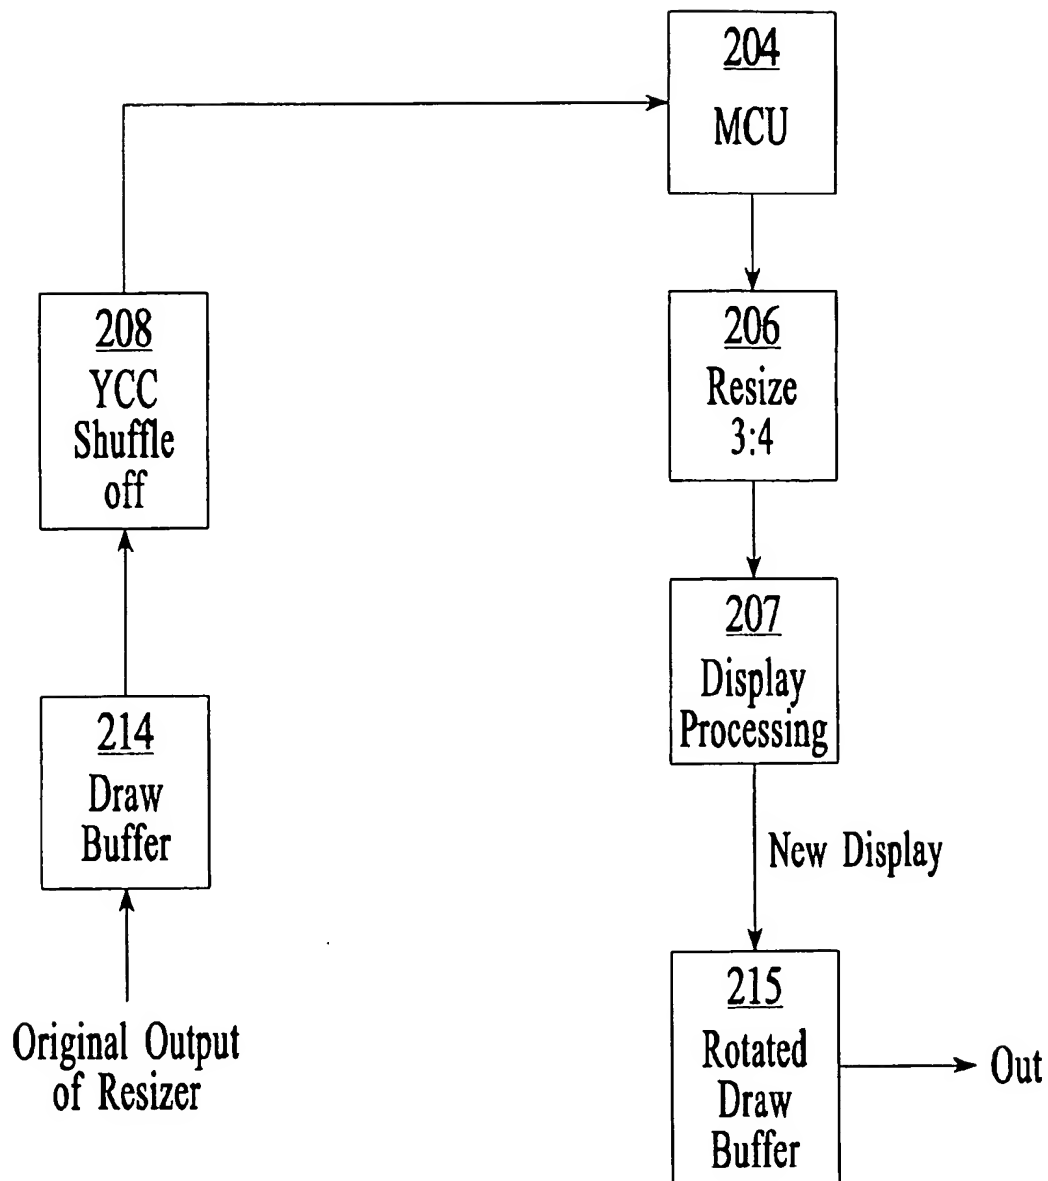 204
MCU
208
YCC
Shuffle
off
206
Resize
3:4
207
Display
Processing
214
Draw
Buffer
New Display
215
Rotated
Draw
Buffer
Out
Original Output
of Resizer